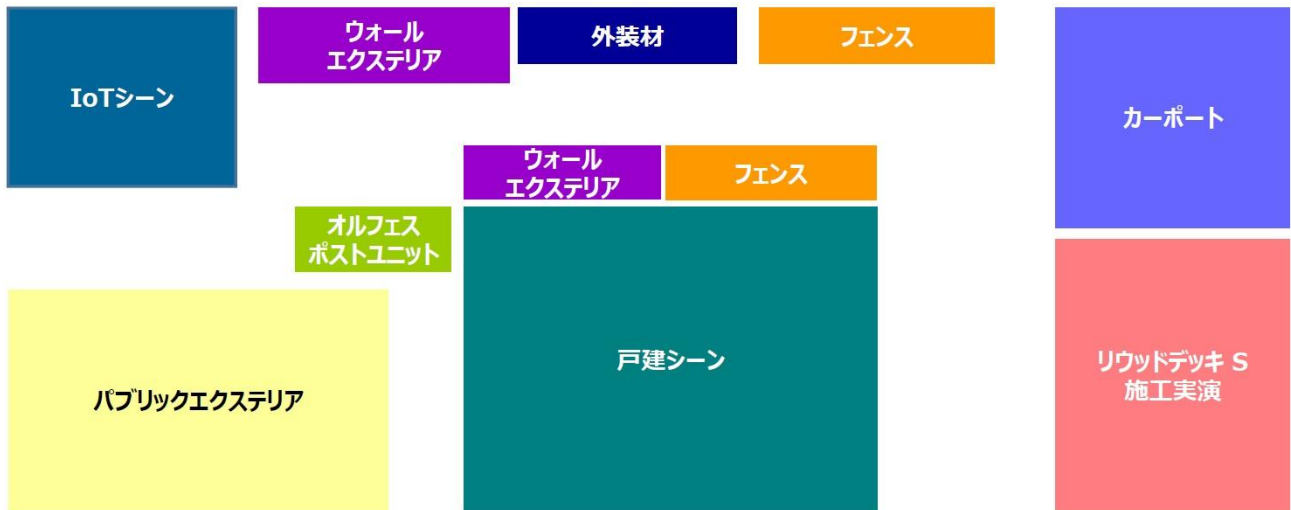 IoTシーン
ウォール
エクステリア
外装材
フェンス
カーポート
ウォール
エクステリア
フェンス
オルフェス
ポストユニット
パブリックエクステリア
戸建シーン
リウッドデッキ S
施工実演